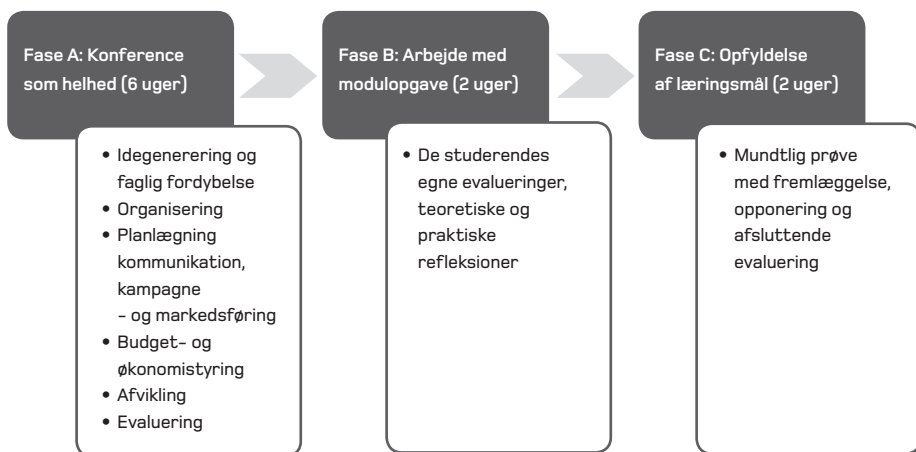 Fase A: Konference
som helhed (6 uger)
• Idegenerering og
faglig fordybelse
• Organisering
• Planlægning
kommunikation,
kampagne
- og markedsføring
• Budget- og
økonomistyring
• Afvikling
• Evaluering
Fase B: Arbejde med
modulopgave (2 uger)
• De studerendes
egne evalueringer,
teoretiske og
praktiske
refleksioner
Fase C: Opfyldelse
af læringsmål (2 uger)
• Mundtlig prøve
med fremlæggelse,
opponering og
afsluttende
evaluering